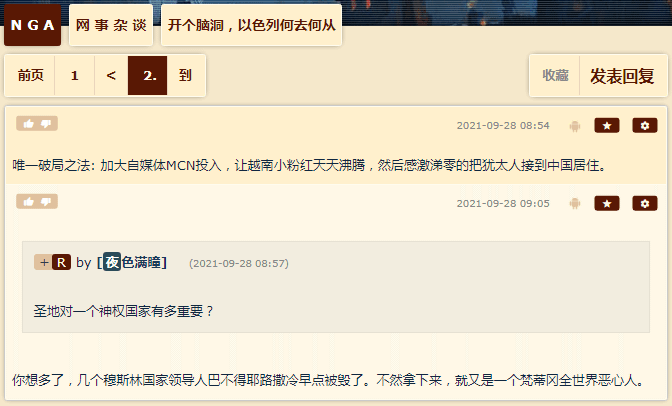 NGA 网事杂谈 开个脑洞，以色列何去何从
前页 1 < 2. 到 收藏 发表回复
2021-09-28 08:54
唯一破局之法: 加大自媒体MCN投入，让越南小粉红天天沸腾，然后感激涕零的把犹太人接到中国居住。
2021-09-28 09:05
+ R by [夜色满瞳] (2021-09-28 08:57)
圣地对一个神权国家有多重要？
你想多了，几个穆斯林国家领导人巴不得耶路撒冷早点被毁了。不然拿下来，就又是一个梵蒂冈全世界恶心人。